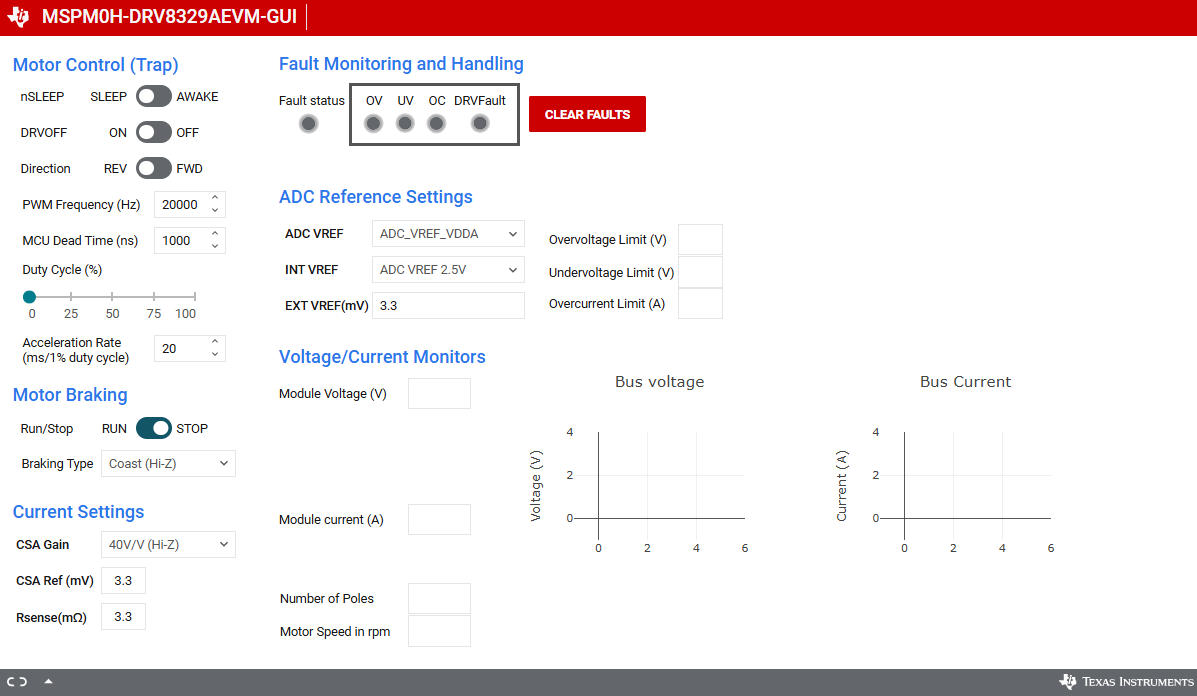 MSPM0H-DRV8329AEVM-GUI
Motor Control (Trap)
nSLEEP SLEEP AWAKE
DRVOFF ON OFF
Direction REV FWD
PWM Frequency (Hz) 20000
MCU Dead Time (ns) 1000
Duty Cycle (%)
0 25 50 75 100
Acceleration Rate
(ms/1% duty cycle) 20
Motor Braking
Run/Stop RUN STOP
Braking Type Coast (Hi-Z)
Current Settings
CSA Gain 40V/V (Hi-Z)
CSA Ref (mV) 3.3
Rsense(mΩ) 3.3
Fault Monitoring and Handling
Fault status OV UV OC DRVFault
CLEAR FAULTS
ADC Reference Settings
ADC VREF ADC_VREF_VDDA
INT VREF ADC VREF 2.5V
EXT VREF(mV) 3.3
Overvoltage Limit (V)
Undervoltage Limit (V)
Overcurrent Limit (A)
Voltage/Current Monitors
Module Voltage (V)
Module current (A)
Number of Poles
Motor Speed in rpm
Bus voltage
Voltage (V)
4
2
0
0 2 4 6
Bus Current
Current (A)
4
2
0
0 2 4 6
TEXAS INSTRUMENTS